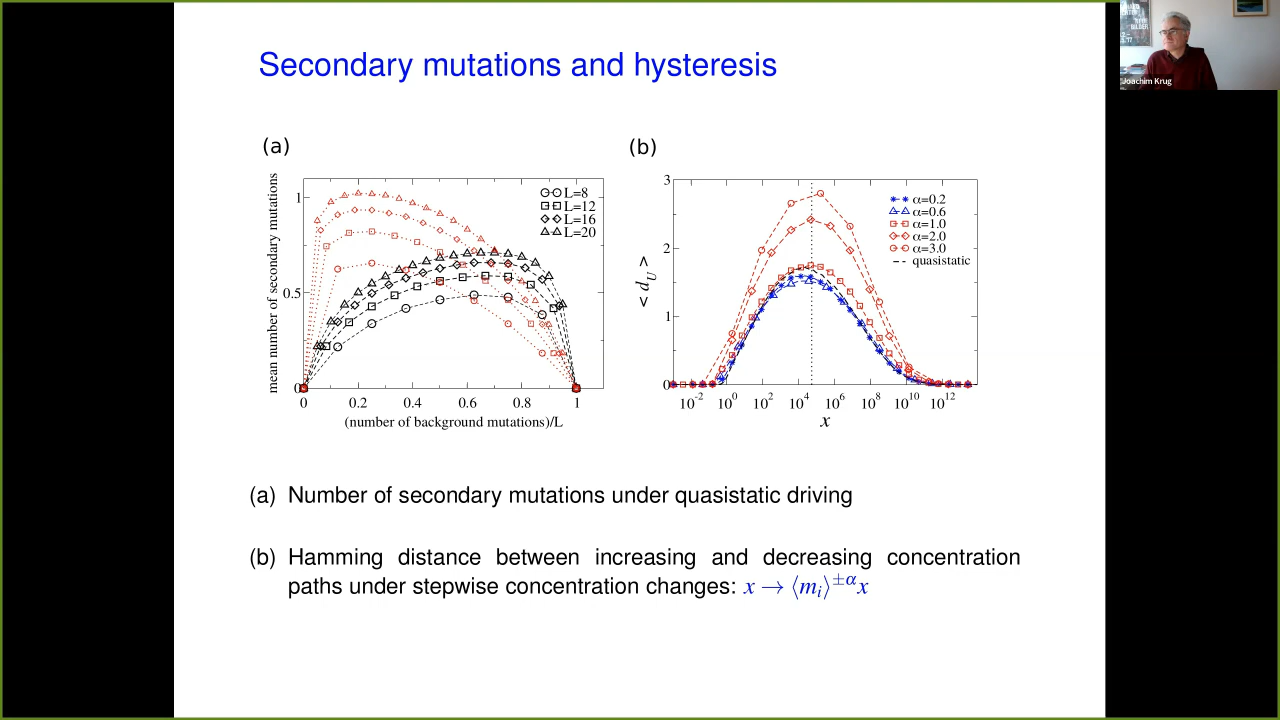 Secondary mutations and hysteresis
Joachim Krug
(a)
mean number of secondary mutations
1
0.5
0
L=8
L=12
L=16
L=20
0 0.2 0.4 0.6 0.8 1
(number of background mutations)/L
(b)
< d_U >
3
2
1
0
α=0.2
α=0.6
α=1.0
α=2.0
α=3.0
quasistatic
10^-2 10^0 10^2 10^4 10^6 10^8 10^10 10^12
x
(a) Number of secondary mutations under quasistatic driving
(b) Hamming distance between increasing and decreasing concentration
paths under stepwise concentration changes: x → ⟨m_i⟩^±α x